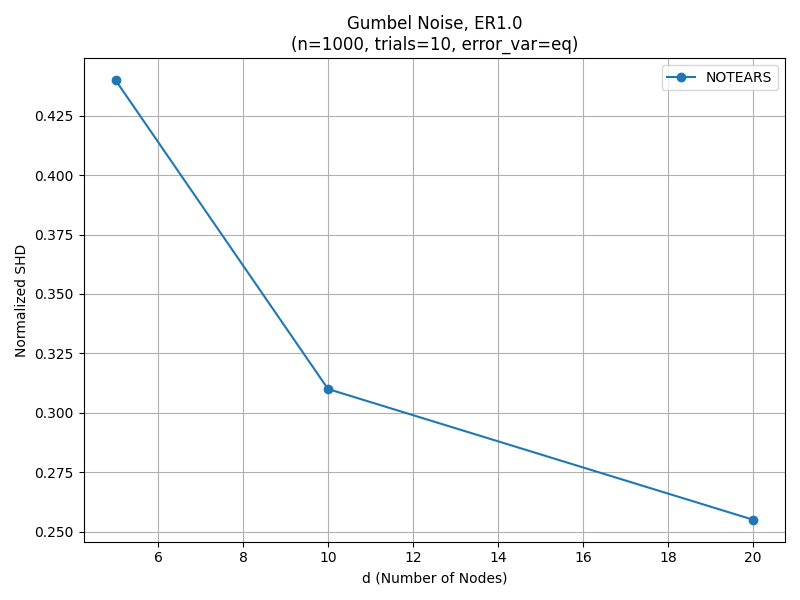 Gumbel Noise, ER1.0
(n=1000, trials=10, error_var=eq)
NOTEARS
Normalized SHD
0.425
0.400
0.375
0.350
0.325
0.300
0.275
0.250
6 8 10 12 14 16 18 20
d (Number of Nodes)